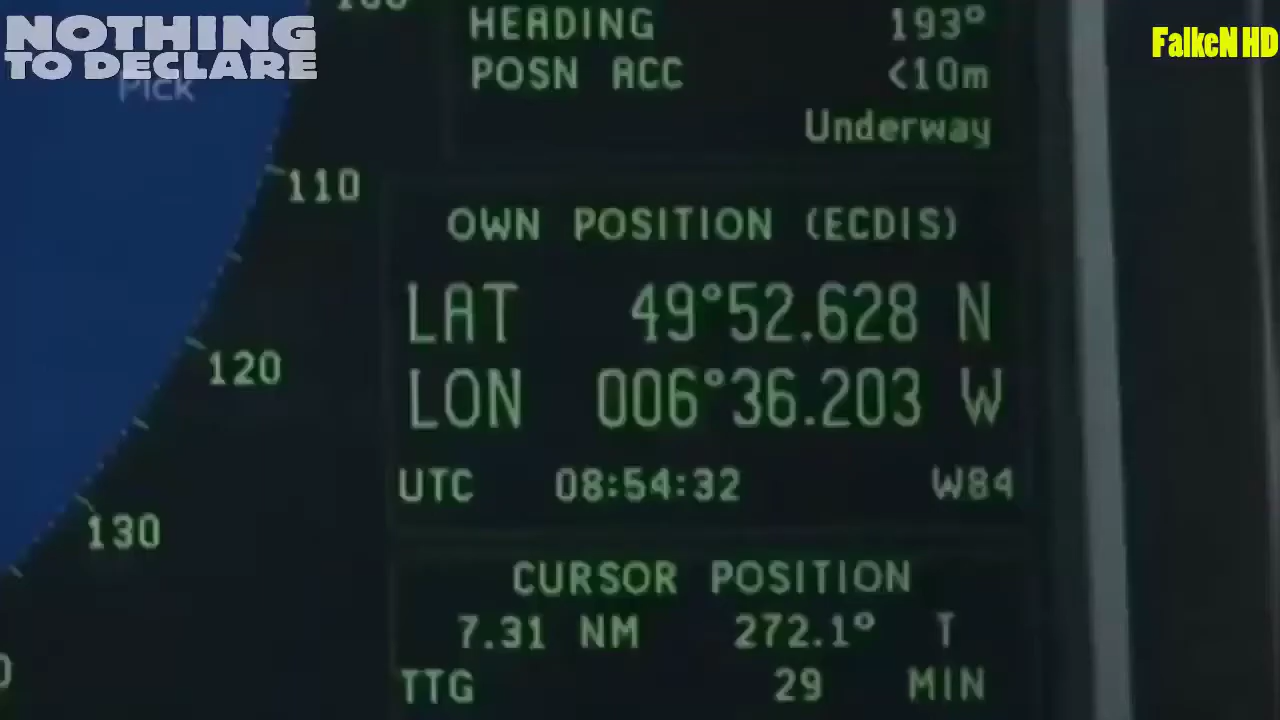 NOTHING
TO DECLARE
FalkeN HD
Pick
HEADING 193°
POSN ACC <10m
Underway
110
OWN POSITION (ECDIS)
LAT 49°52.628 N
LON 006°36.203 W
120
UTC 08:54:32 W84
130
CURSOR POSITION
7.31 NM 272.1° T
TTG 29 MIN